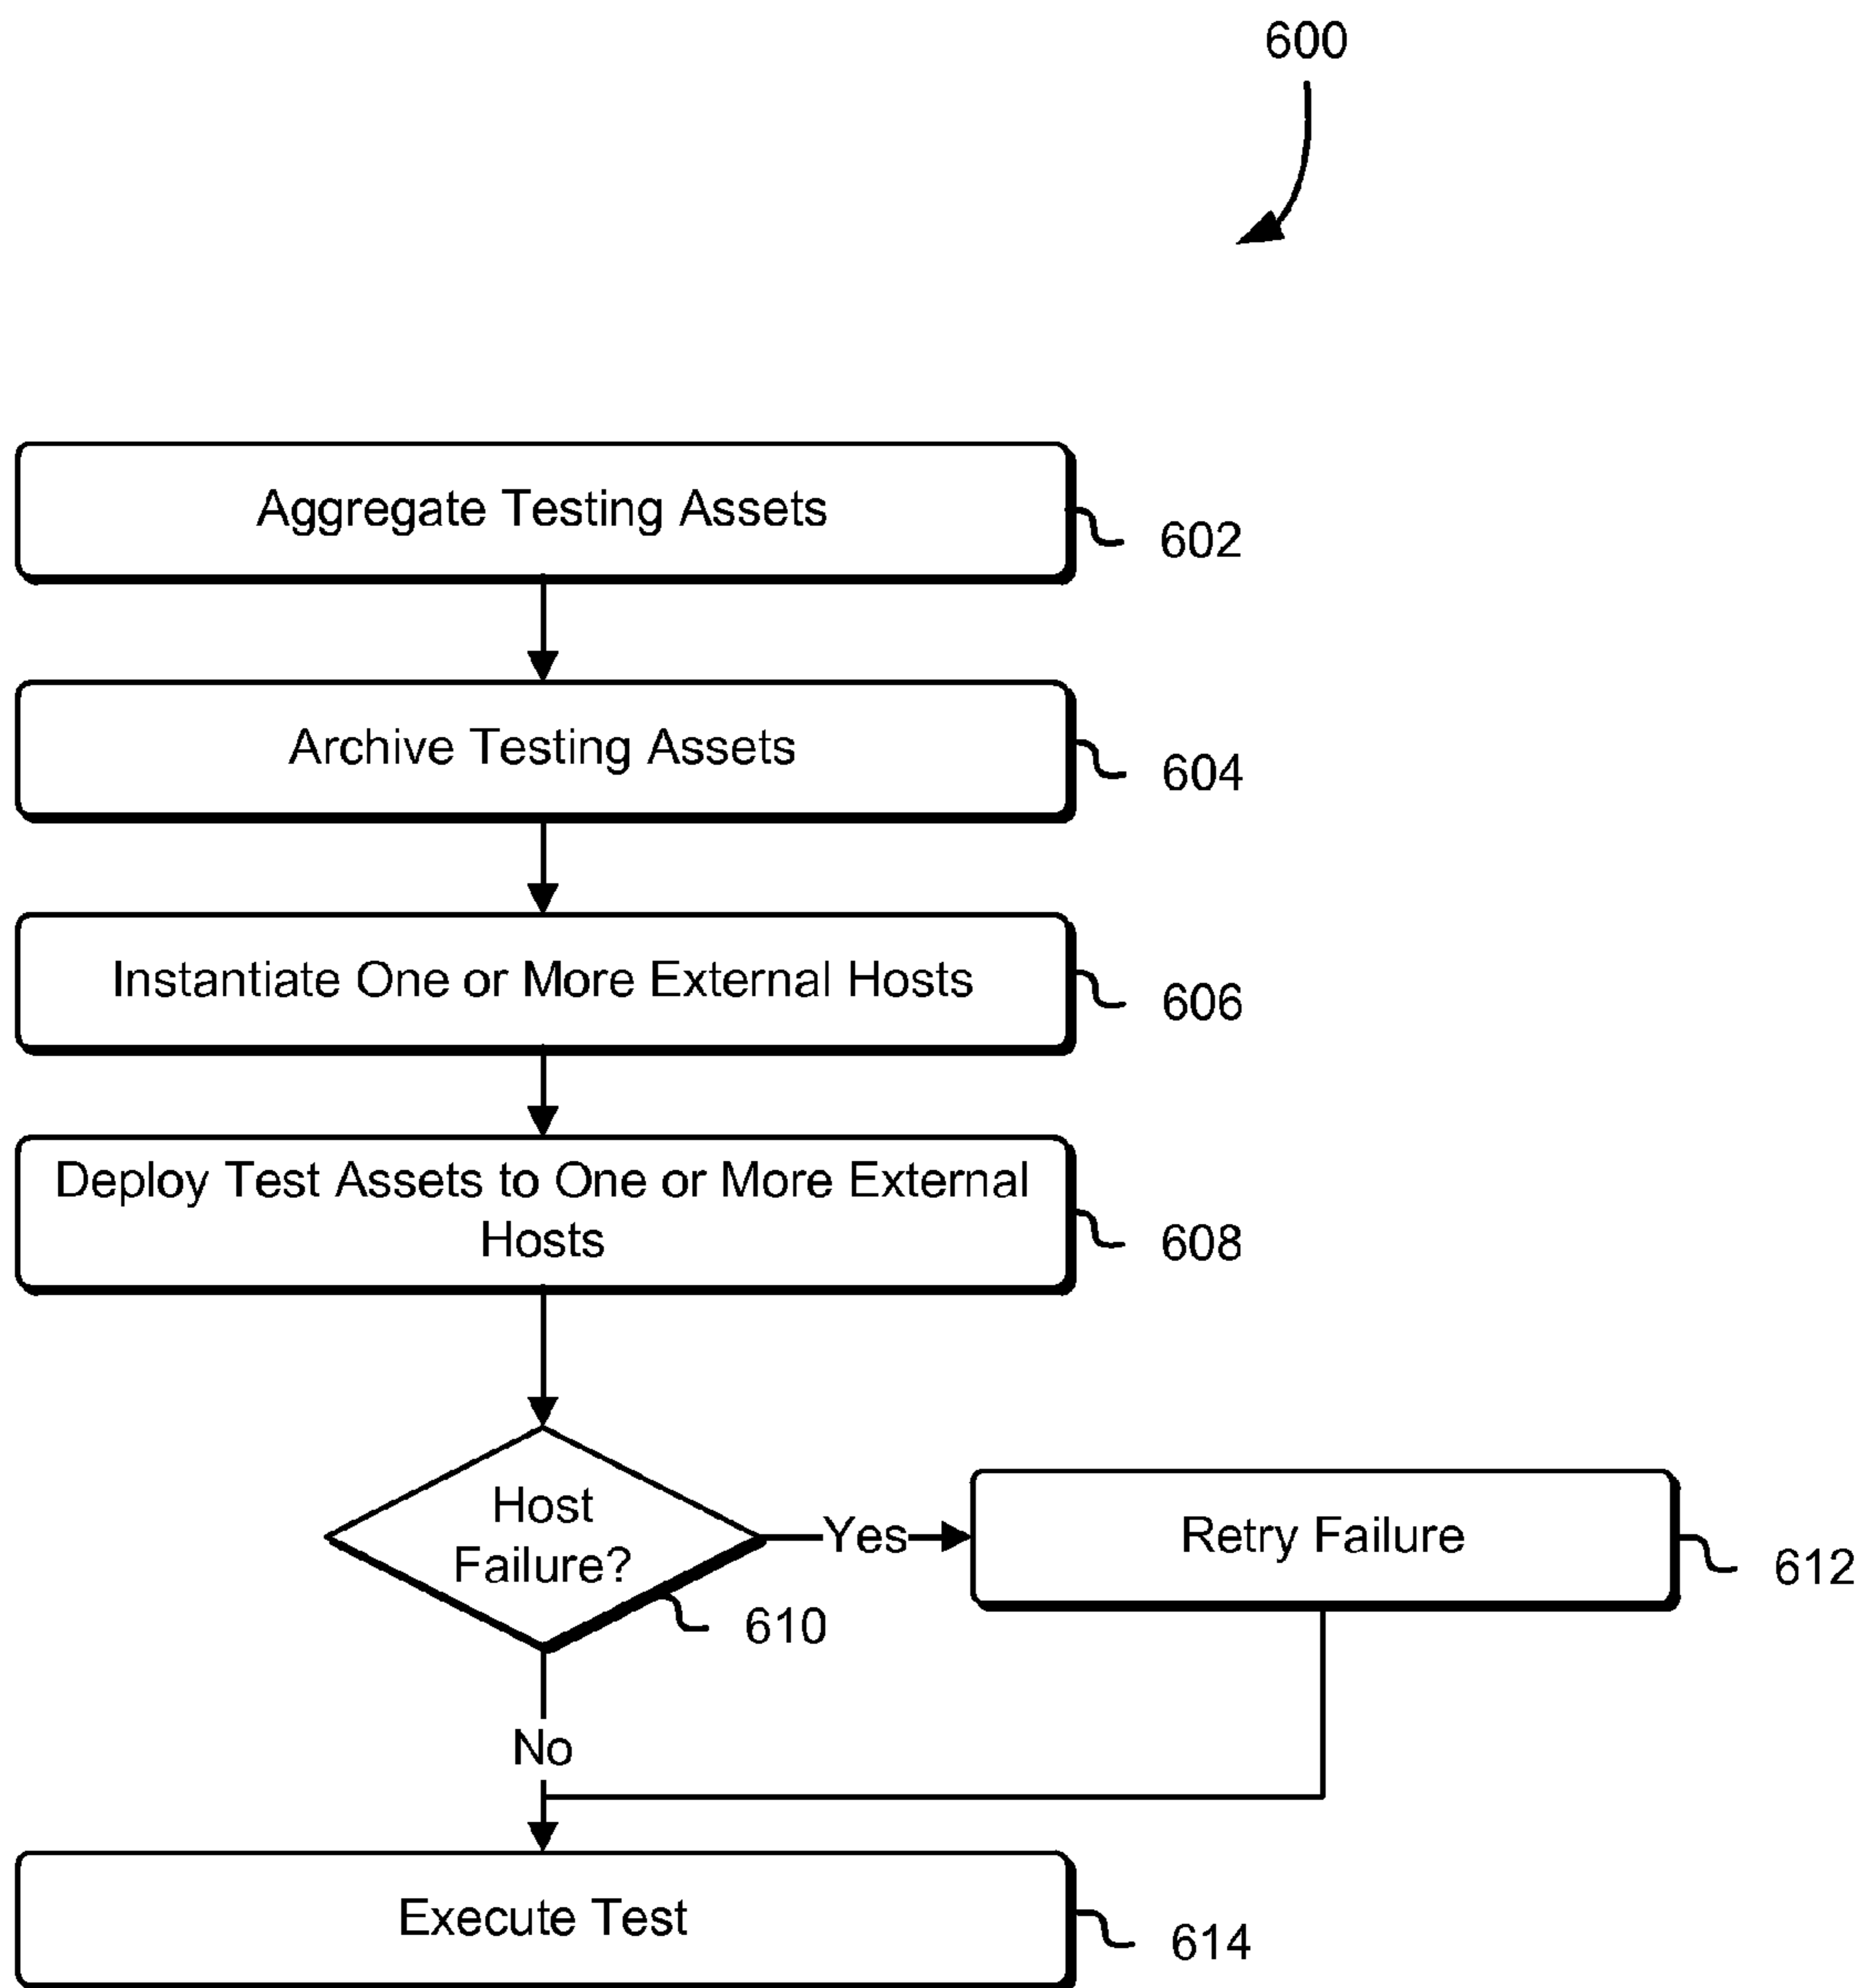 600
Aggregate Testing Assets
602
Archive Testing Assets
604
Instantiate One or More External Hosts
606
Deploy Test Assets to One or More External
Hosts
608
Host
Failure?
610
Yes
Retry Failure
612
No
Execute Test
614